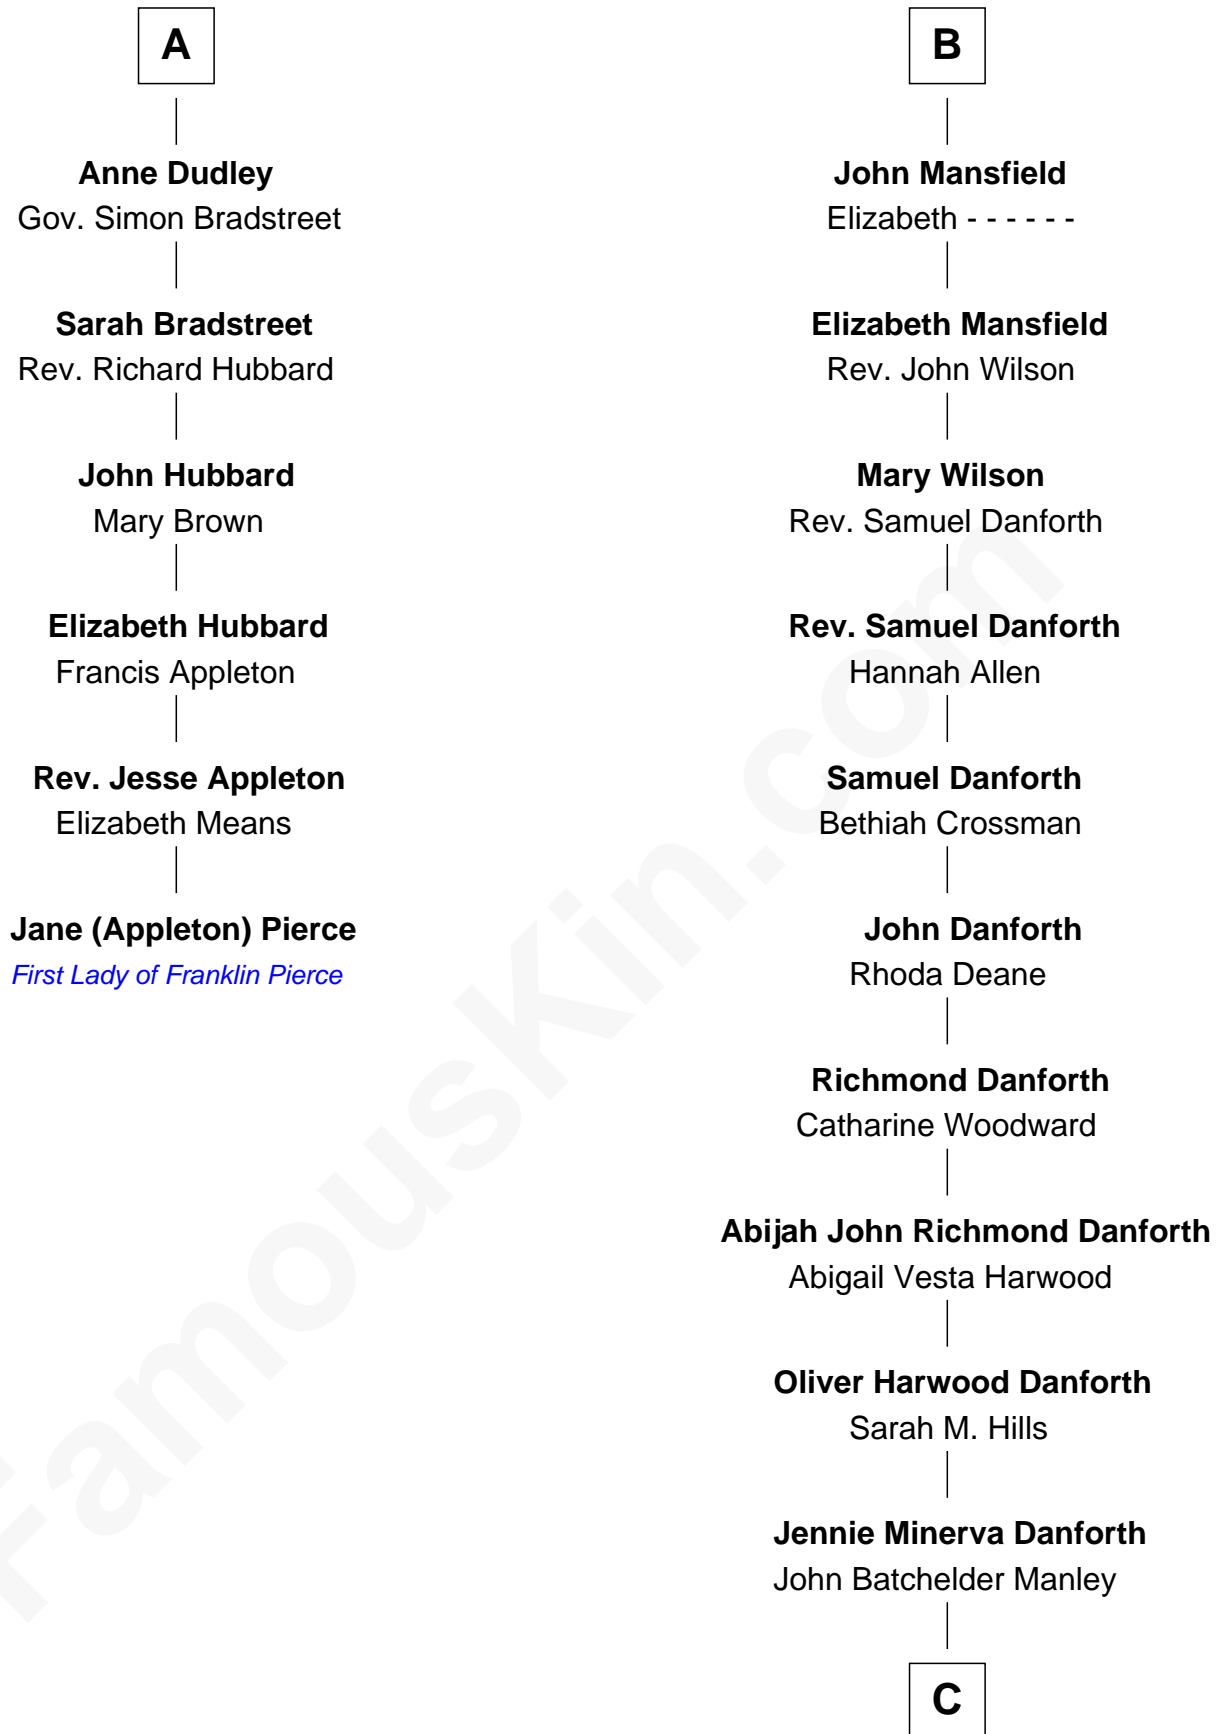 A
Anne Dudley
Gov. Simon Bradstreet
Sarah Bradstreet
Rev. Richard Hubbard
John Hubbard
Mary Brown
Elizabeth Hubbard
Francis Appleton
Rev. Jesse Appleton
Elizabeth Means
Jane (Appleton) Pierce
First Lady of Franklin Pierce
B
John Mansfield
Elizabeth - - - - - -
Elizabeth Mansfield
Rev. John Wilson
Mary Wilson
Rev. Samuel Danforth
Rev. Samuel Danforth
Hannah Allen
Samuel Danforth
Bethiah Crossman
John Danforth
Rhoda Deane
Richmond Danforth
Catharine Woodward
Abijah John Richmond Danforth
Abigail Vesta Harwood
Oliver Harwood Danforth
Sarah M. Hills
Jennie Minerva Danforth
John Batchelder Manley
C
FamousKin.com